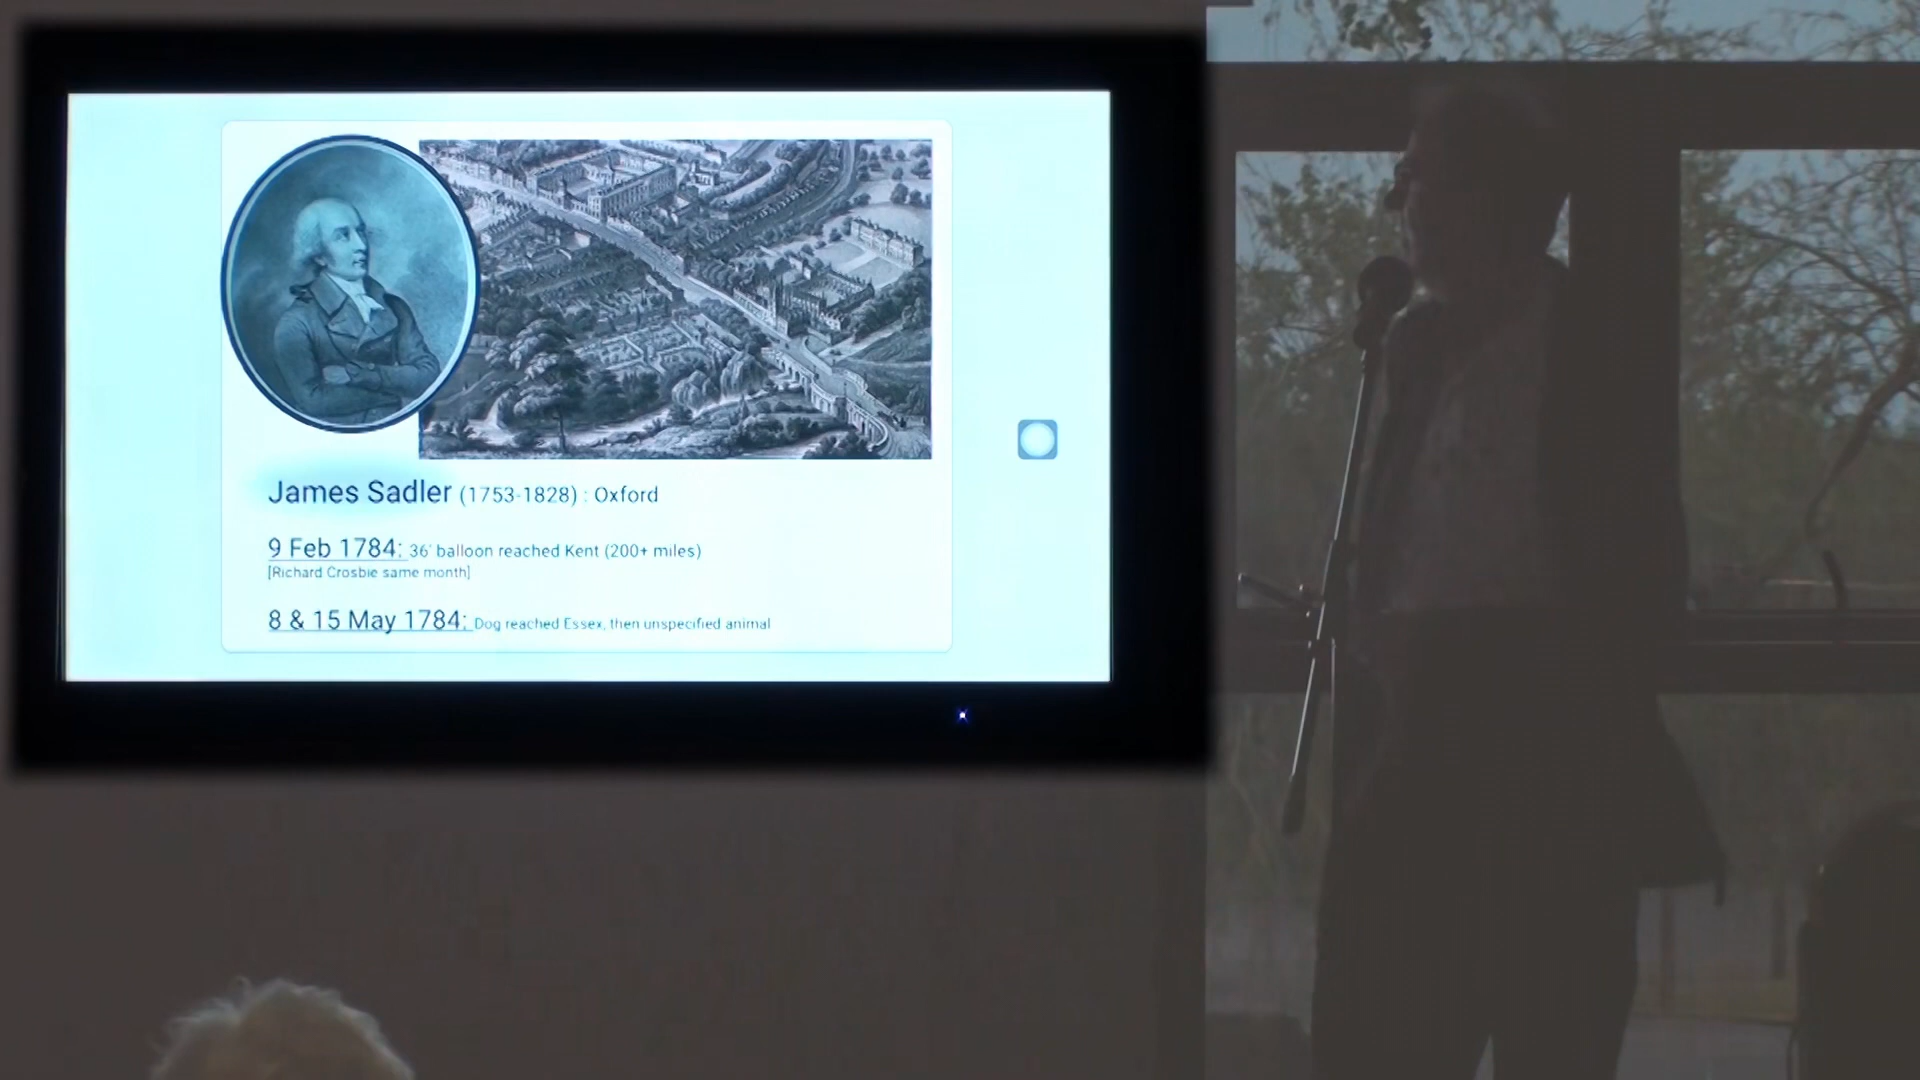 James Sadler (1753-1828) : Oxford
9 Feb 1784: 36' balloon reached Kent (200+ miles)
[Richard Crosbie same month]
8 & 15 May 1784: Dog reached Essex, then unspecified animal